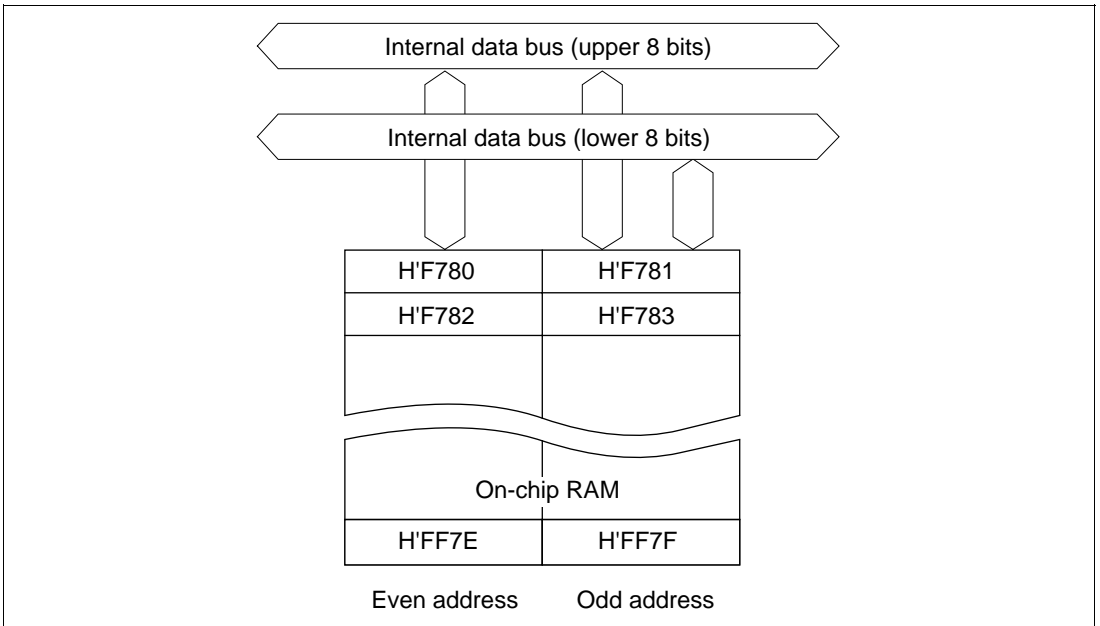 Internal data bus (upper 8 bits)
Internal data bus (lower 8 bits)
H'F780 H'F781
H'F782 H'F783
On-chip RAM
H'FF7E H'FF7F
Even address Odd address